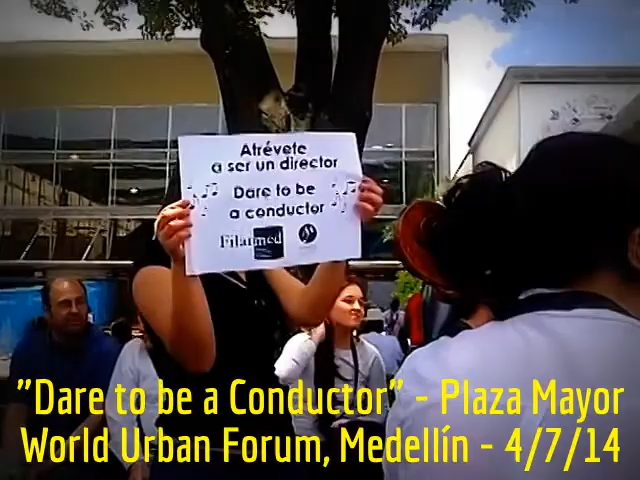 Atrévete
a ser un director
Dare to be
a conductor
Filarmed
"Dare to be a Conductor" - Plaza Mayor
World Urban Forum, Medellín - 4/7/14